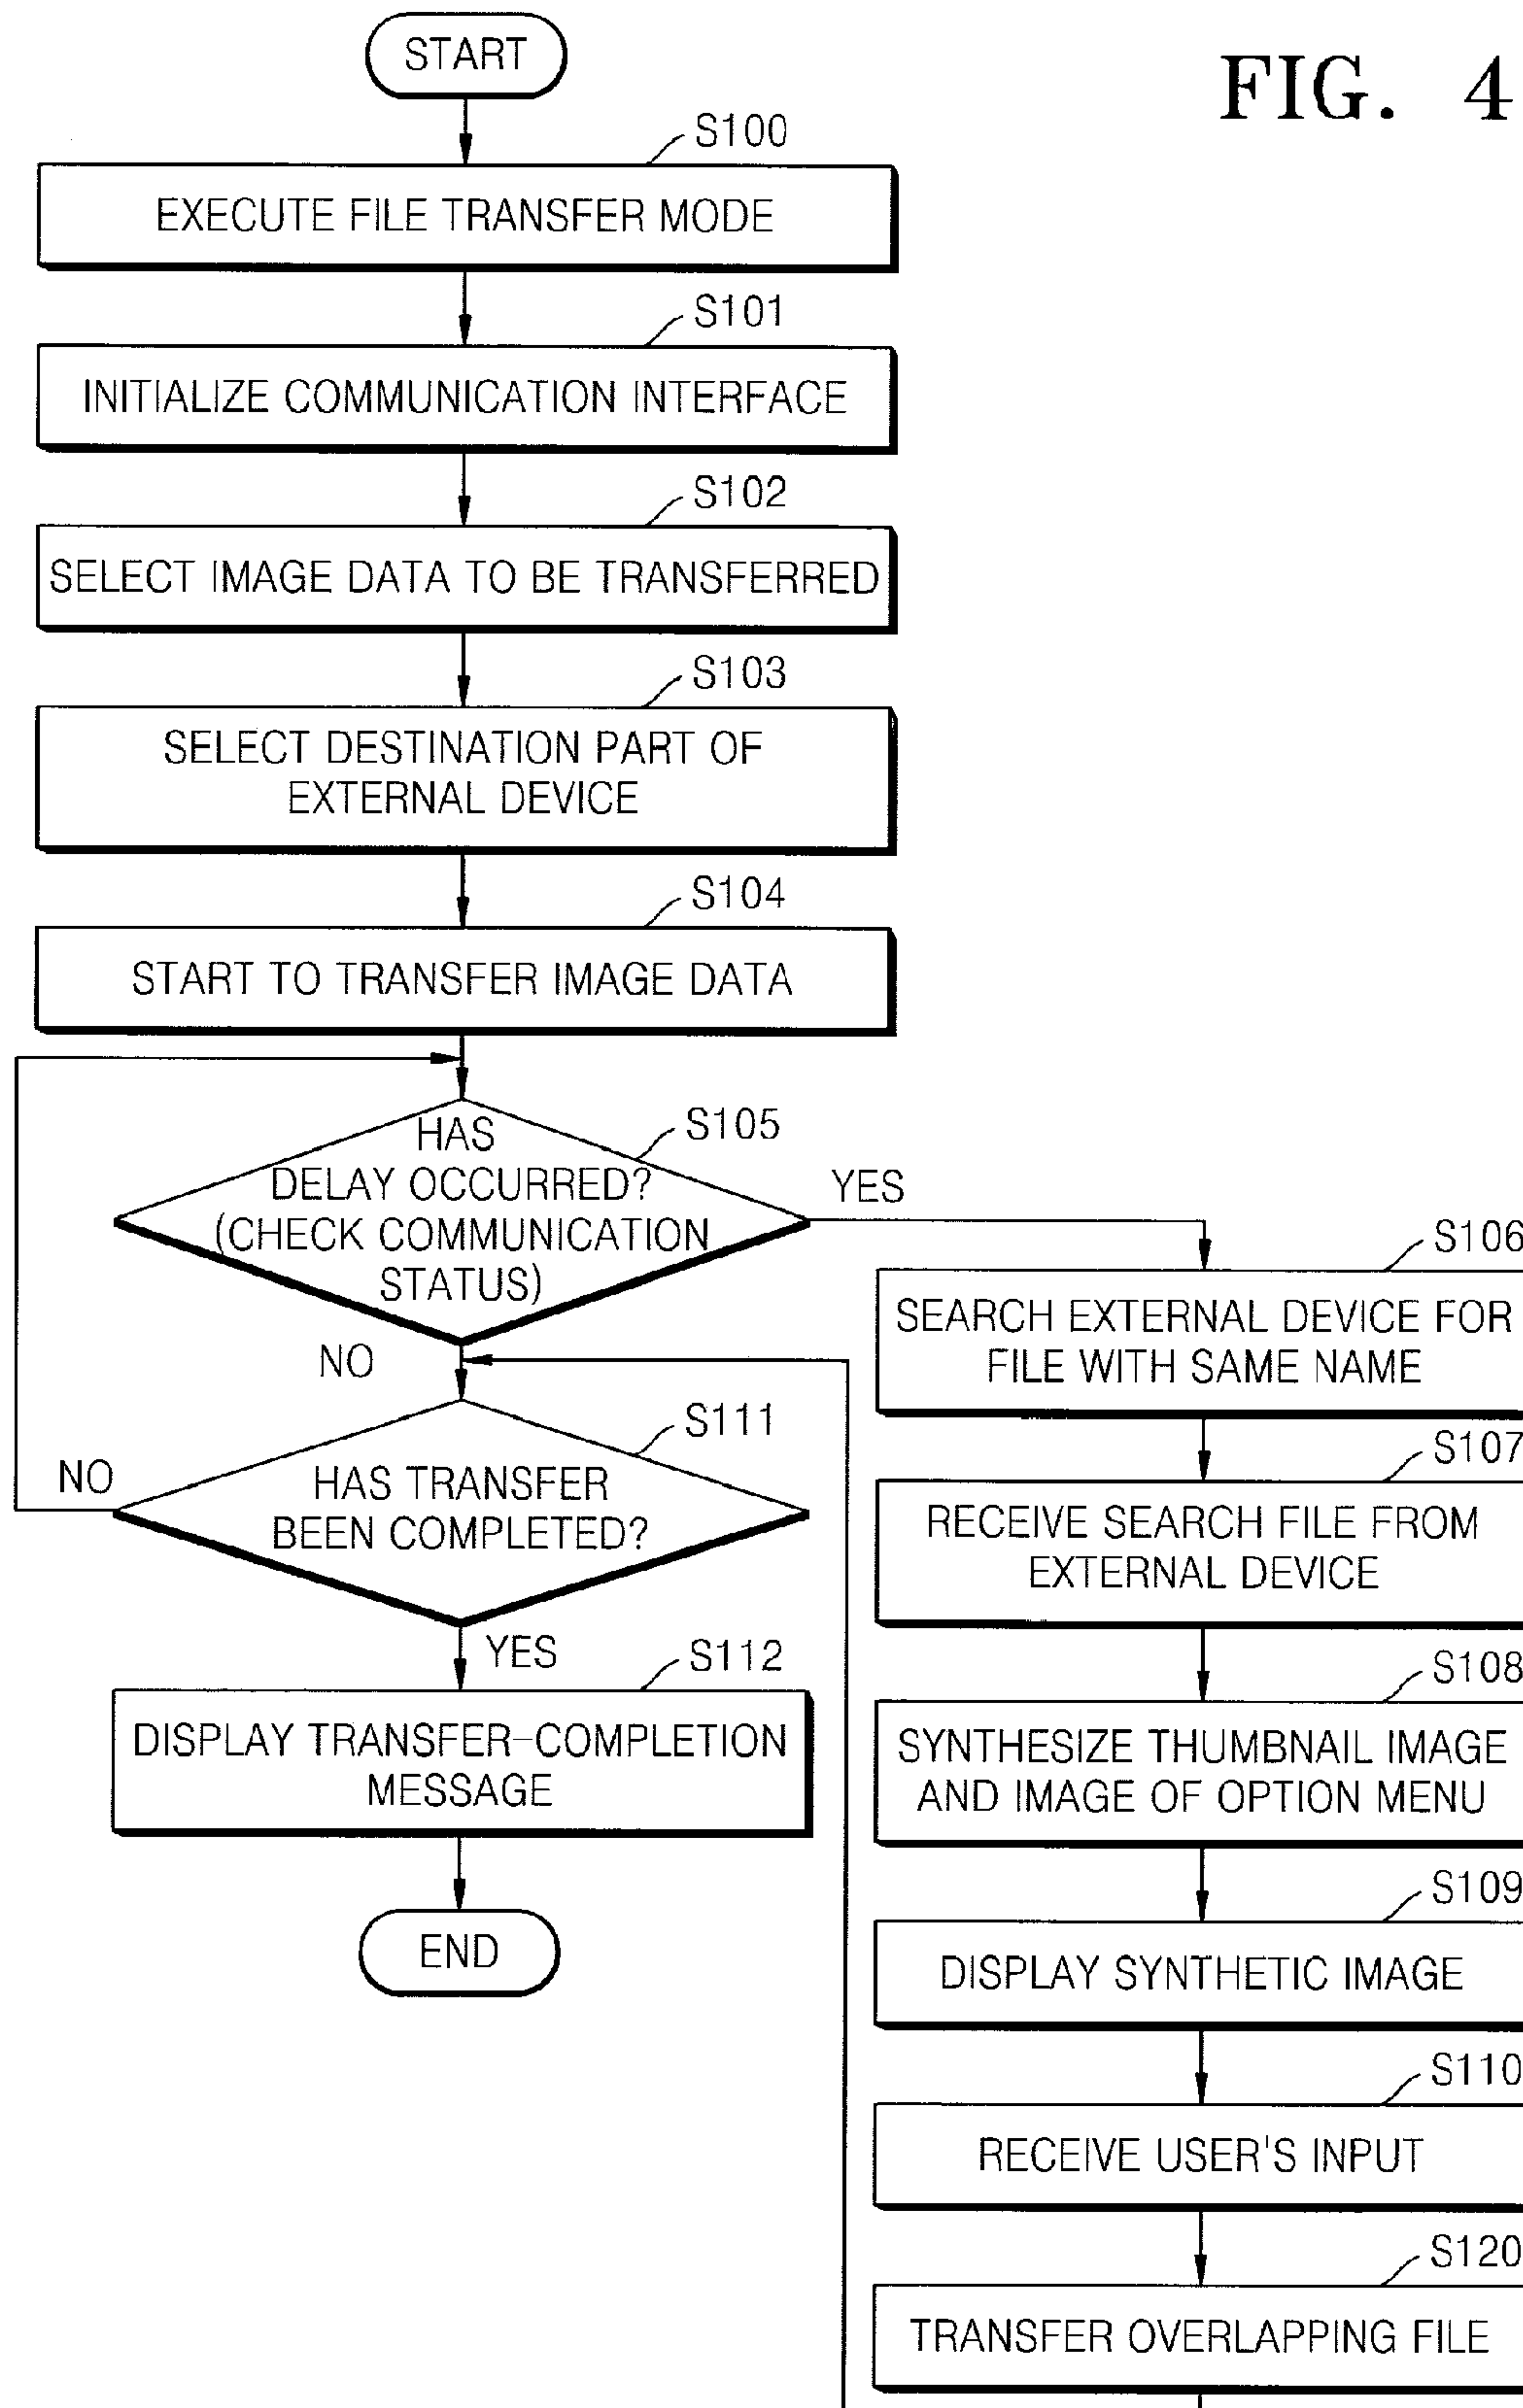 START
FIG. 4
S100
EXECUTE FILE TRANSFER MODE
S101
INITIALIZE COMMUNICATION INTERFACE
S102
SELECT IMAGE DATA TO BE TRANSFERRED
S103
SELECT DESTINATION PART OF
EXTERNAL DEVICE
S104
START TO TRANSFER IMAGE DATA
S105
HAS
DELAY OCCURRED?
(CHECK COMMUNICATION
STATUS)
YES
NO
S111
HAS TRANSFER
BEEN COMPLETED?
NO
YES
S112
DISPLAY TRANSFER-COMPLETION
MESSAGE
END
S106
SEARCH EXTERNAL DEVICE FOR
FILE WITH SAME NAME
S107
RECEIVE SEARCH FILE FROM
EXTERNAL DEVICE
S108
SYNTHESIZE THUMBNAIL IMAGE
AND IMAGE OF OPTION MENU
S109
DISPLAY SYNTHETIC IMAGE
S110
RECEIVE USER'S INPUT
S120
TRANSFER OVERLAPPING FILE